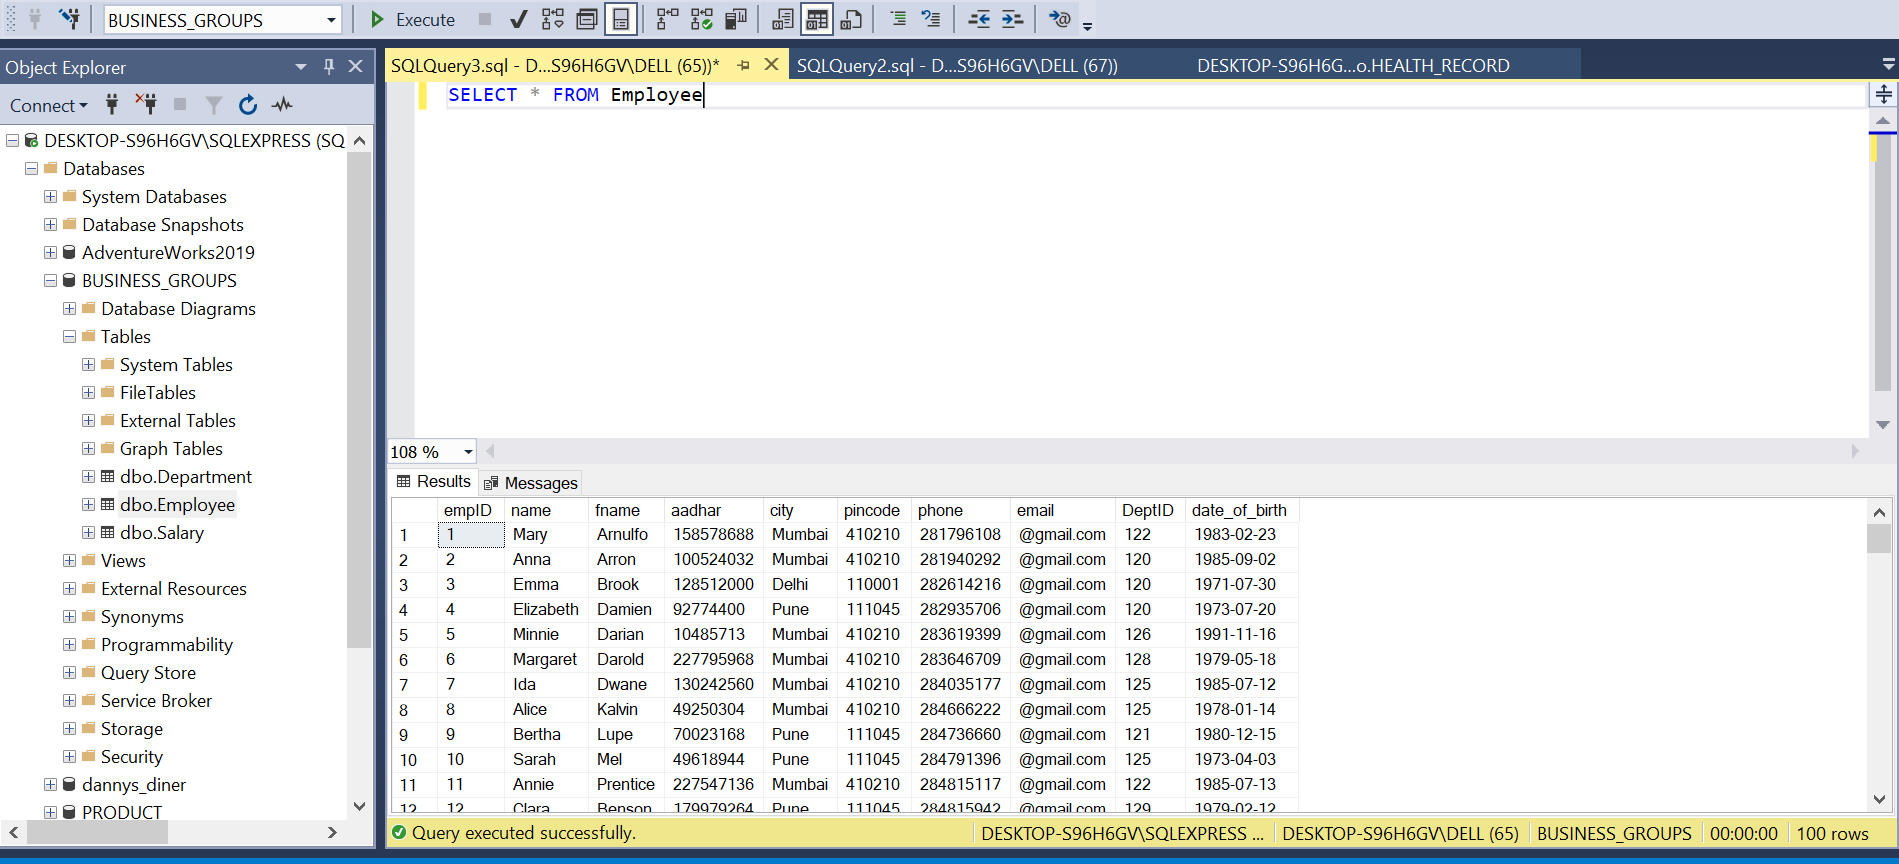 BUSINESS_GROUPS Execute
Object Explorer
Connect
DESKTOP-S96H6GV\SQLEXPRESS (SQ
Databases
System Databases
Database Snapshots
AdventureWorks2019
BUSINESS_GROUPS
Database Diagrams
Tables
System Tables
FileTables
External Tables
Graph Tables
dbo.Department
dbo.Employee
dbo.Salary
Views
External Resources
Synonyms
Programmability
Query Store
Service Broker
Storage
Security
dannys_diner
PRODUCT
SQLQuery3.sql - D...S96H6GV\DELL (65))* SQLQuery2.sql - D...S96H6GV\DELL (67)) DESKTOP-S96H6G...o.HEALTH_RECORD
SELECT * FROM Employee
108 %
Results Messages
empID name fname aadhar city pincode phone email DeptID date_of_birth
1 1 Mary Arnulfo 158578688 Mumbai 410210 281796108 @gmail.com 122 1983-02-23
2 2 Anna Arron 100524032 Mumbai 410210 281940292 @gmail.com 120 1985-09-02
3 3 Emma Brook 128512000 Delhi 110001 282614216 @gmail.com 120 1971-07-30
4 4 Elizabeth Damien 92774400 Pune 111045 282935706 @gmail.com 120 1973-07-20
5 5 Minnie Darian 10485713 Mumbai 410210 283619399 @gmail.com 126 1991-11-16
6 6 Margaret Darold 227795968 Mumbai 410210 283646709 @gmail.com 128 1979-05-18
7 7 Ida Dwane 130242560 Mumbai 410210 284035177 @gmail.com 125 1985-07-12
8 8 Alice Kalvin 49250304 Mumbai 410210 284666222 @gmail.com 125 1978-01-14
9 9 Bertha Lupe 70023168 Pune 111045 284736660 @gmail.com 121 1980-12-15
10 10 Sarah Mel 49618944 Pune 111045 284791396 @gmail.com 125 1973-04-03
11 11 Annie Prentice 227547136 Mumbai 410210 284815117 @gmail.com 122 1985-07-13
12 12 Clara Benson 179979264 Pune 111045 284815942 @gmail.com 129 1979-02-12
Query executed successfully. DESKTOP-S96H6GV\SQLEXPRESS ... DESKTOP-S96H6GV\DELL (65) BUSINESS_GROUPS 00:00:00 100 rows